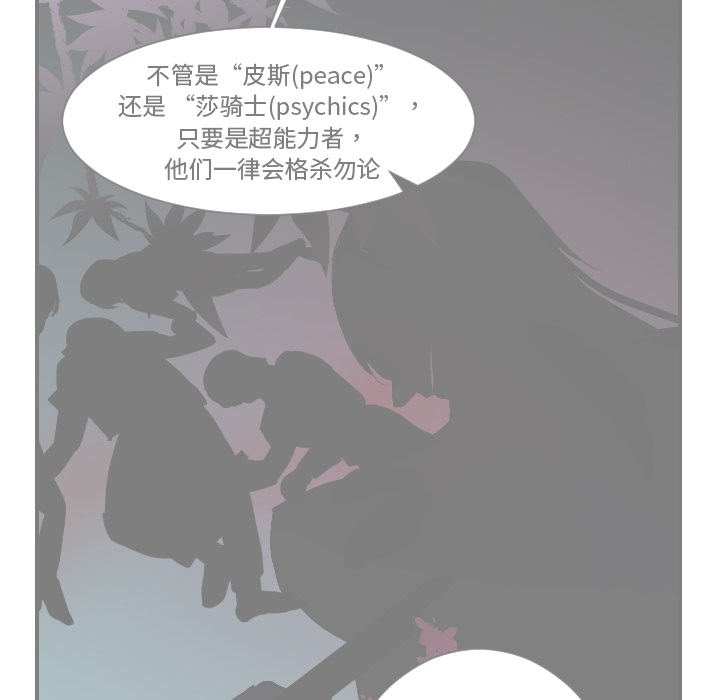 不管是“皮斯(peace)”
还是 “莎骑士(psychics)”，
只要是超能力者，
他们一律会格杀勿论